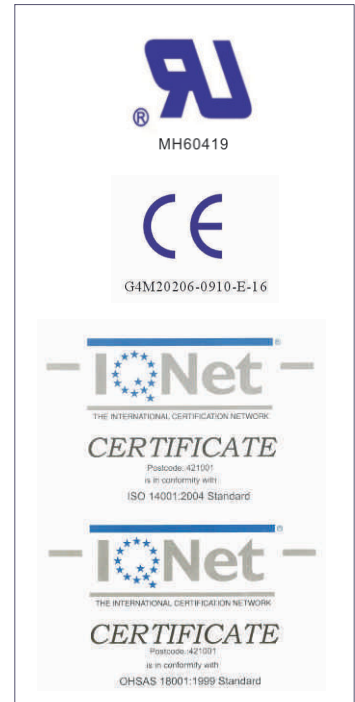 RU
®
MH60419
CE
G4M20206-0910-E-16
IQNet ®
THE INTERNATIONAL CERTIFICATION NETWORK
CERTIFICATE
Postcode: 421001
is in conformity with
ISO 14001:2004 Standard
IQNet ®
THE INTERNATIONAL CERTIFICATION NETWORK
CERTIFICATE
Postcode: 421001
is in conformity with
OHSAS 18001:1999 Standard